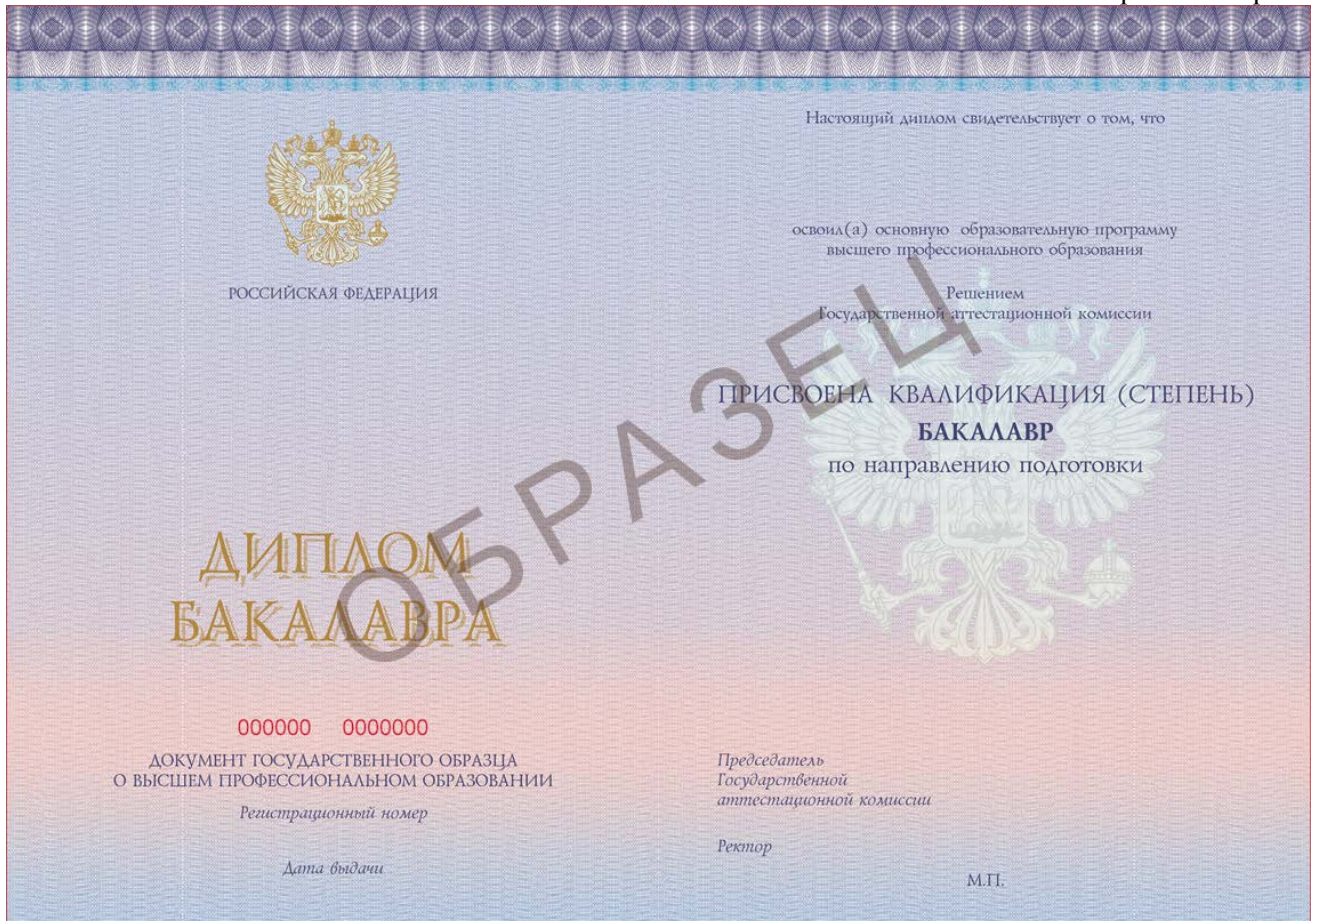 РОССИЙСКАЯ ФЕДЕРАЦИЯ
ДИПЛОМ
БАКАЛАВРА
000000 0000000
ДОКУМЕНТ ГОСУДАРСТВЕННОГО ОБРАЗЦА
О ВЫСШЕМ ПРОФЕССИОНАЛЬНОМ ОБРАЗОВАНИИ
Регистрационный номер
Дата выдачи
ОБРАЗЕЦ
Настоящий диплом свидетельствует о том, что
освоил(а) основную образовательную программу
высшего профессионального образования
Решением
Государственной аттестационной комиссии
ПРИСВОЕНА КВАЛИФИКАЦИЯ (СТЕПЕНЬ)
БАКАЛАВР
по направлению подготовки
Председатель
Государственной
аттестационной комиссии
Ректор
М.П.